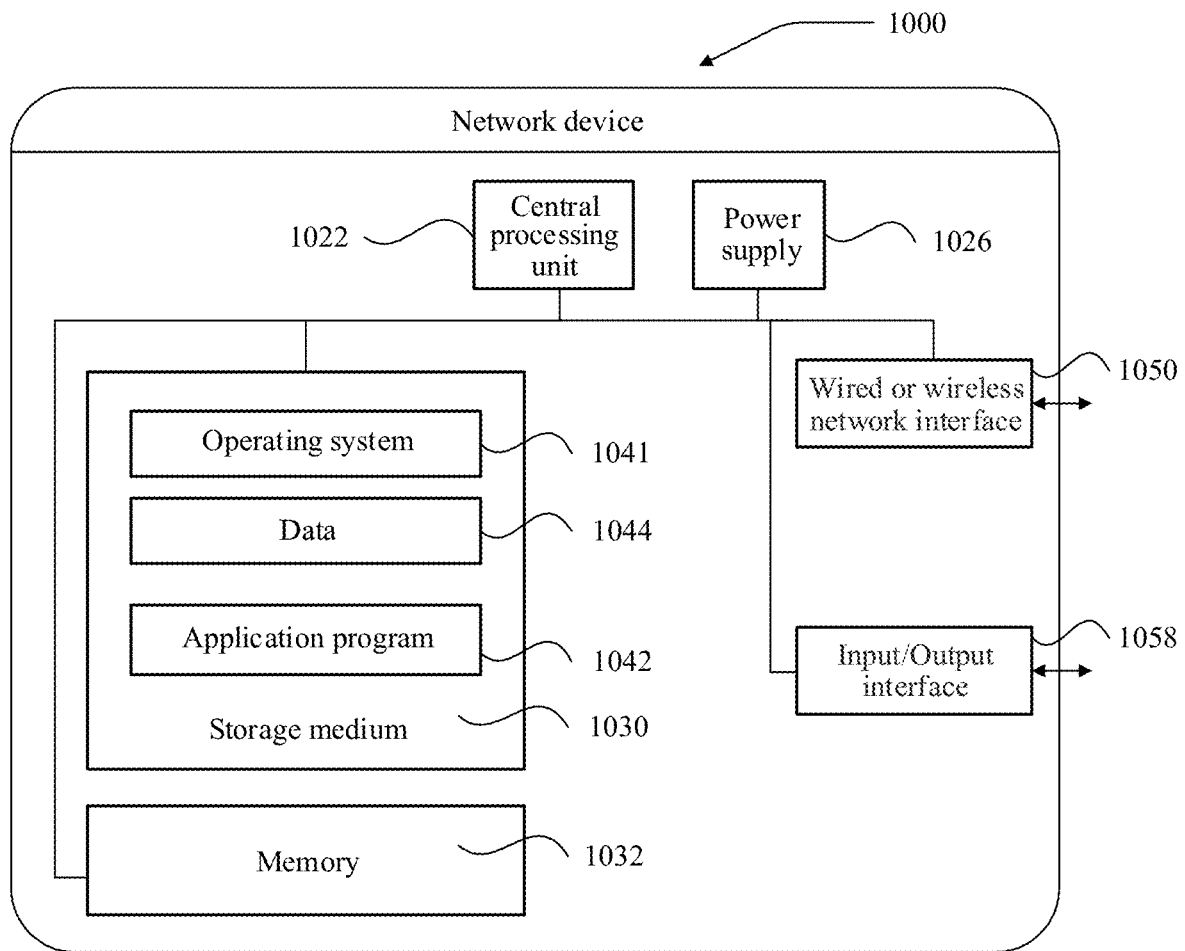 1000
Network device
Central
processing
unit
1022
Power
supply
1026
Wired or wireless
network interface
1050
Operating system
1041
Data
1044
Application program
1042
Input/Output
interface
1058
Storage medium
1030
Memory
1032